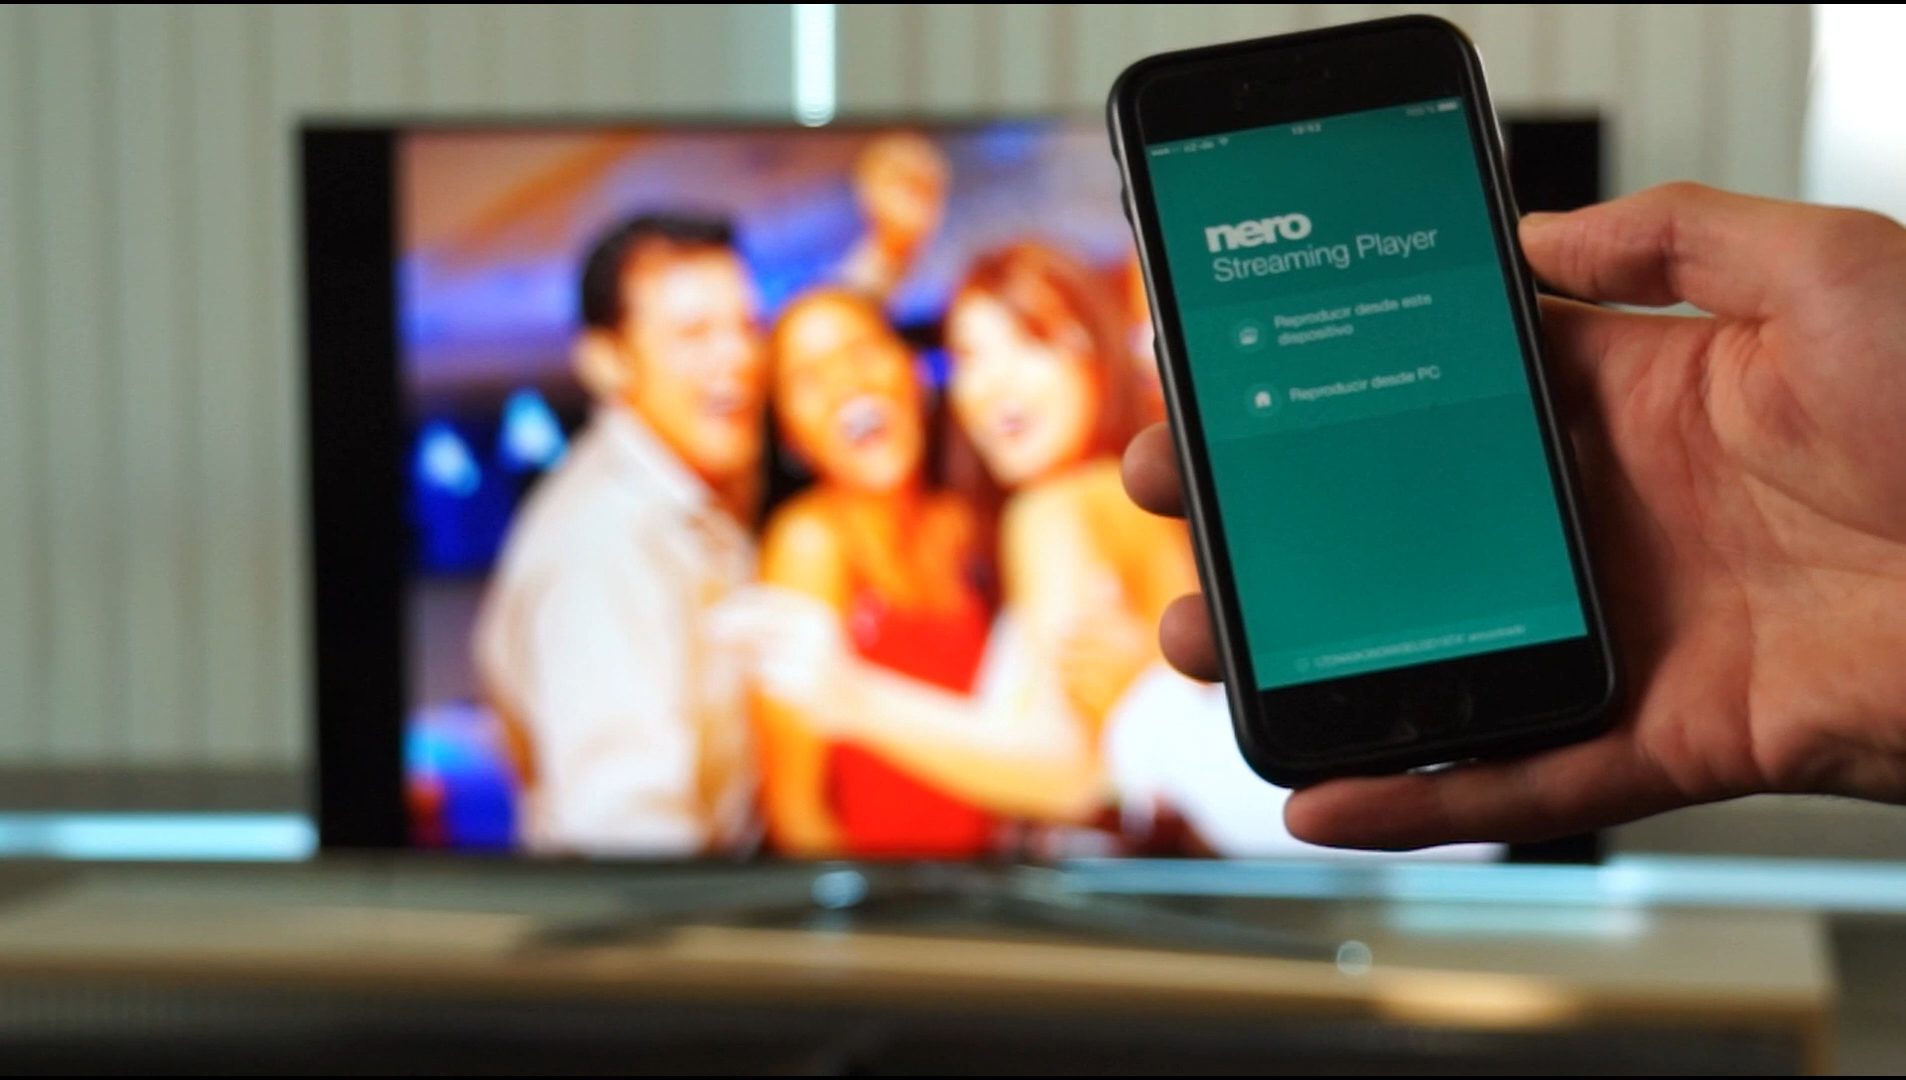 nero
Streaming Player
Reproducir desde este
dispositivo
Reproducir desde PC